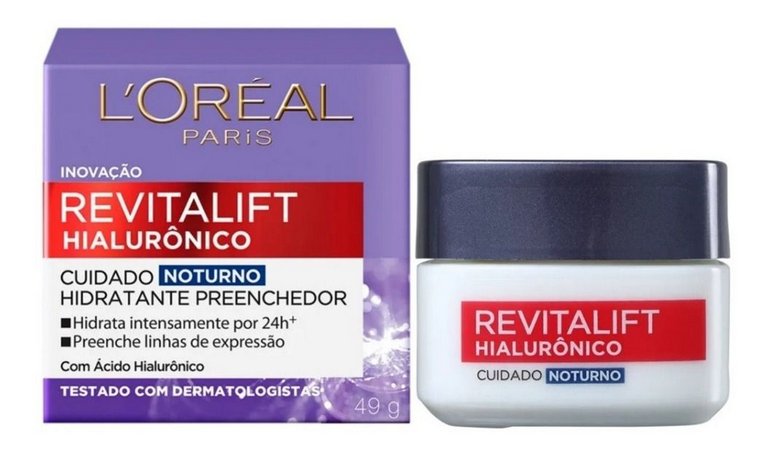 L'ORÉAL
PARiS
INOVAÇÃO
REVITALIFT
HIALURÔNICO
CUIDADO NOTURNO
HIDRATANTE PREENCHEDOR
■Hidrata intensamente por 24h⁺
■Preenche linhas de expressão
Com Ácido Hialurônico
TESTADO COM DERMATOLOGISTAS
49 g
REVITALIFT
HIALURÔNICO
CUIDADO NOTURNO